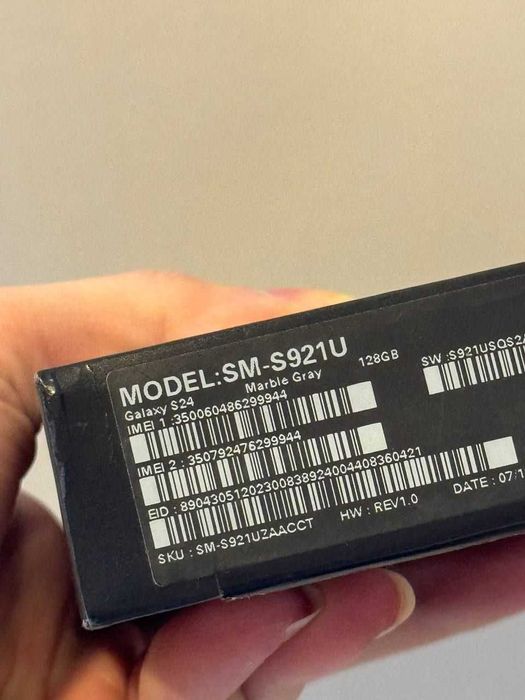 MODEL:SM-S921U
Galaxy S24 Marble Gray 128GB
IMEI 1 :350060486299944
IMEI 2 : 350792476299944
EID : 89043051202300838924004408360421
SKU : SM-S921UZAACCT HW : REV1.0 DATE : 07/1
SW :S921USQS2